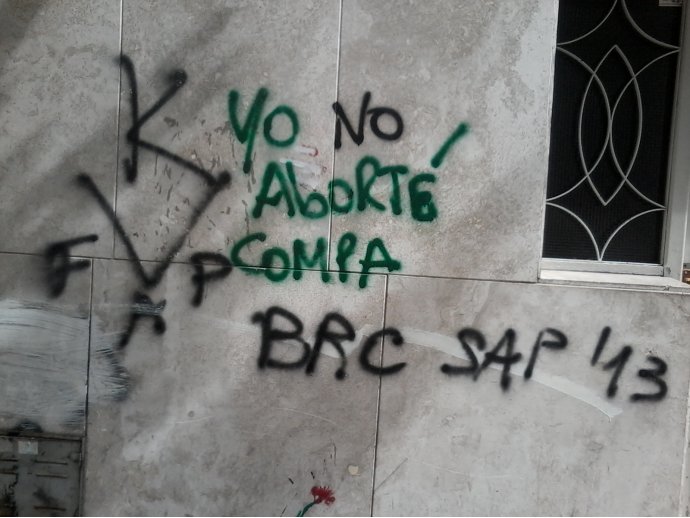 K
YO NO
AbORTÉ
COMPA
F A P
BRC SAP '13